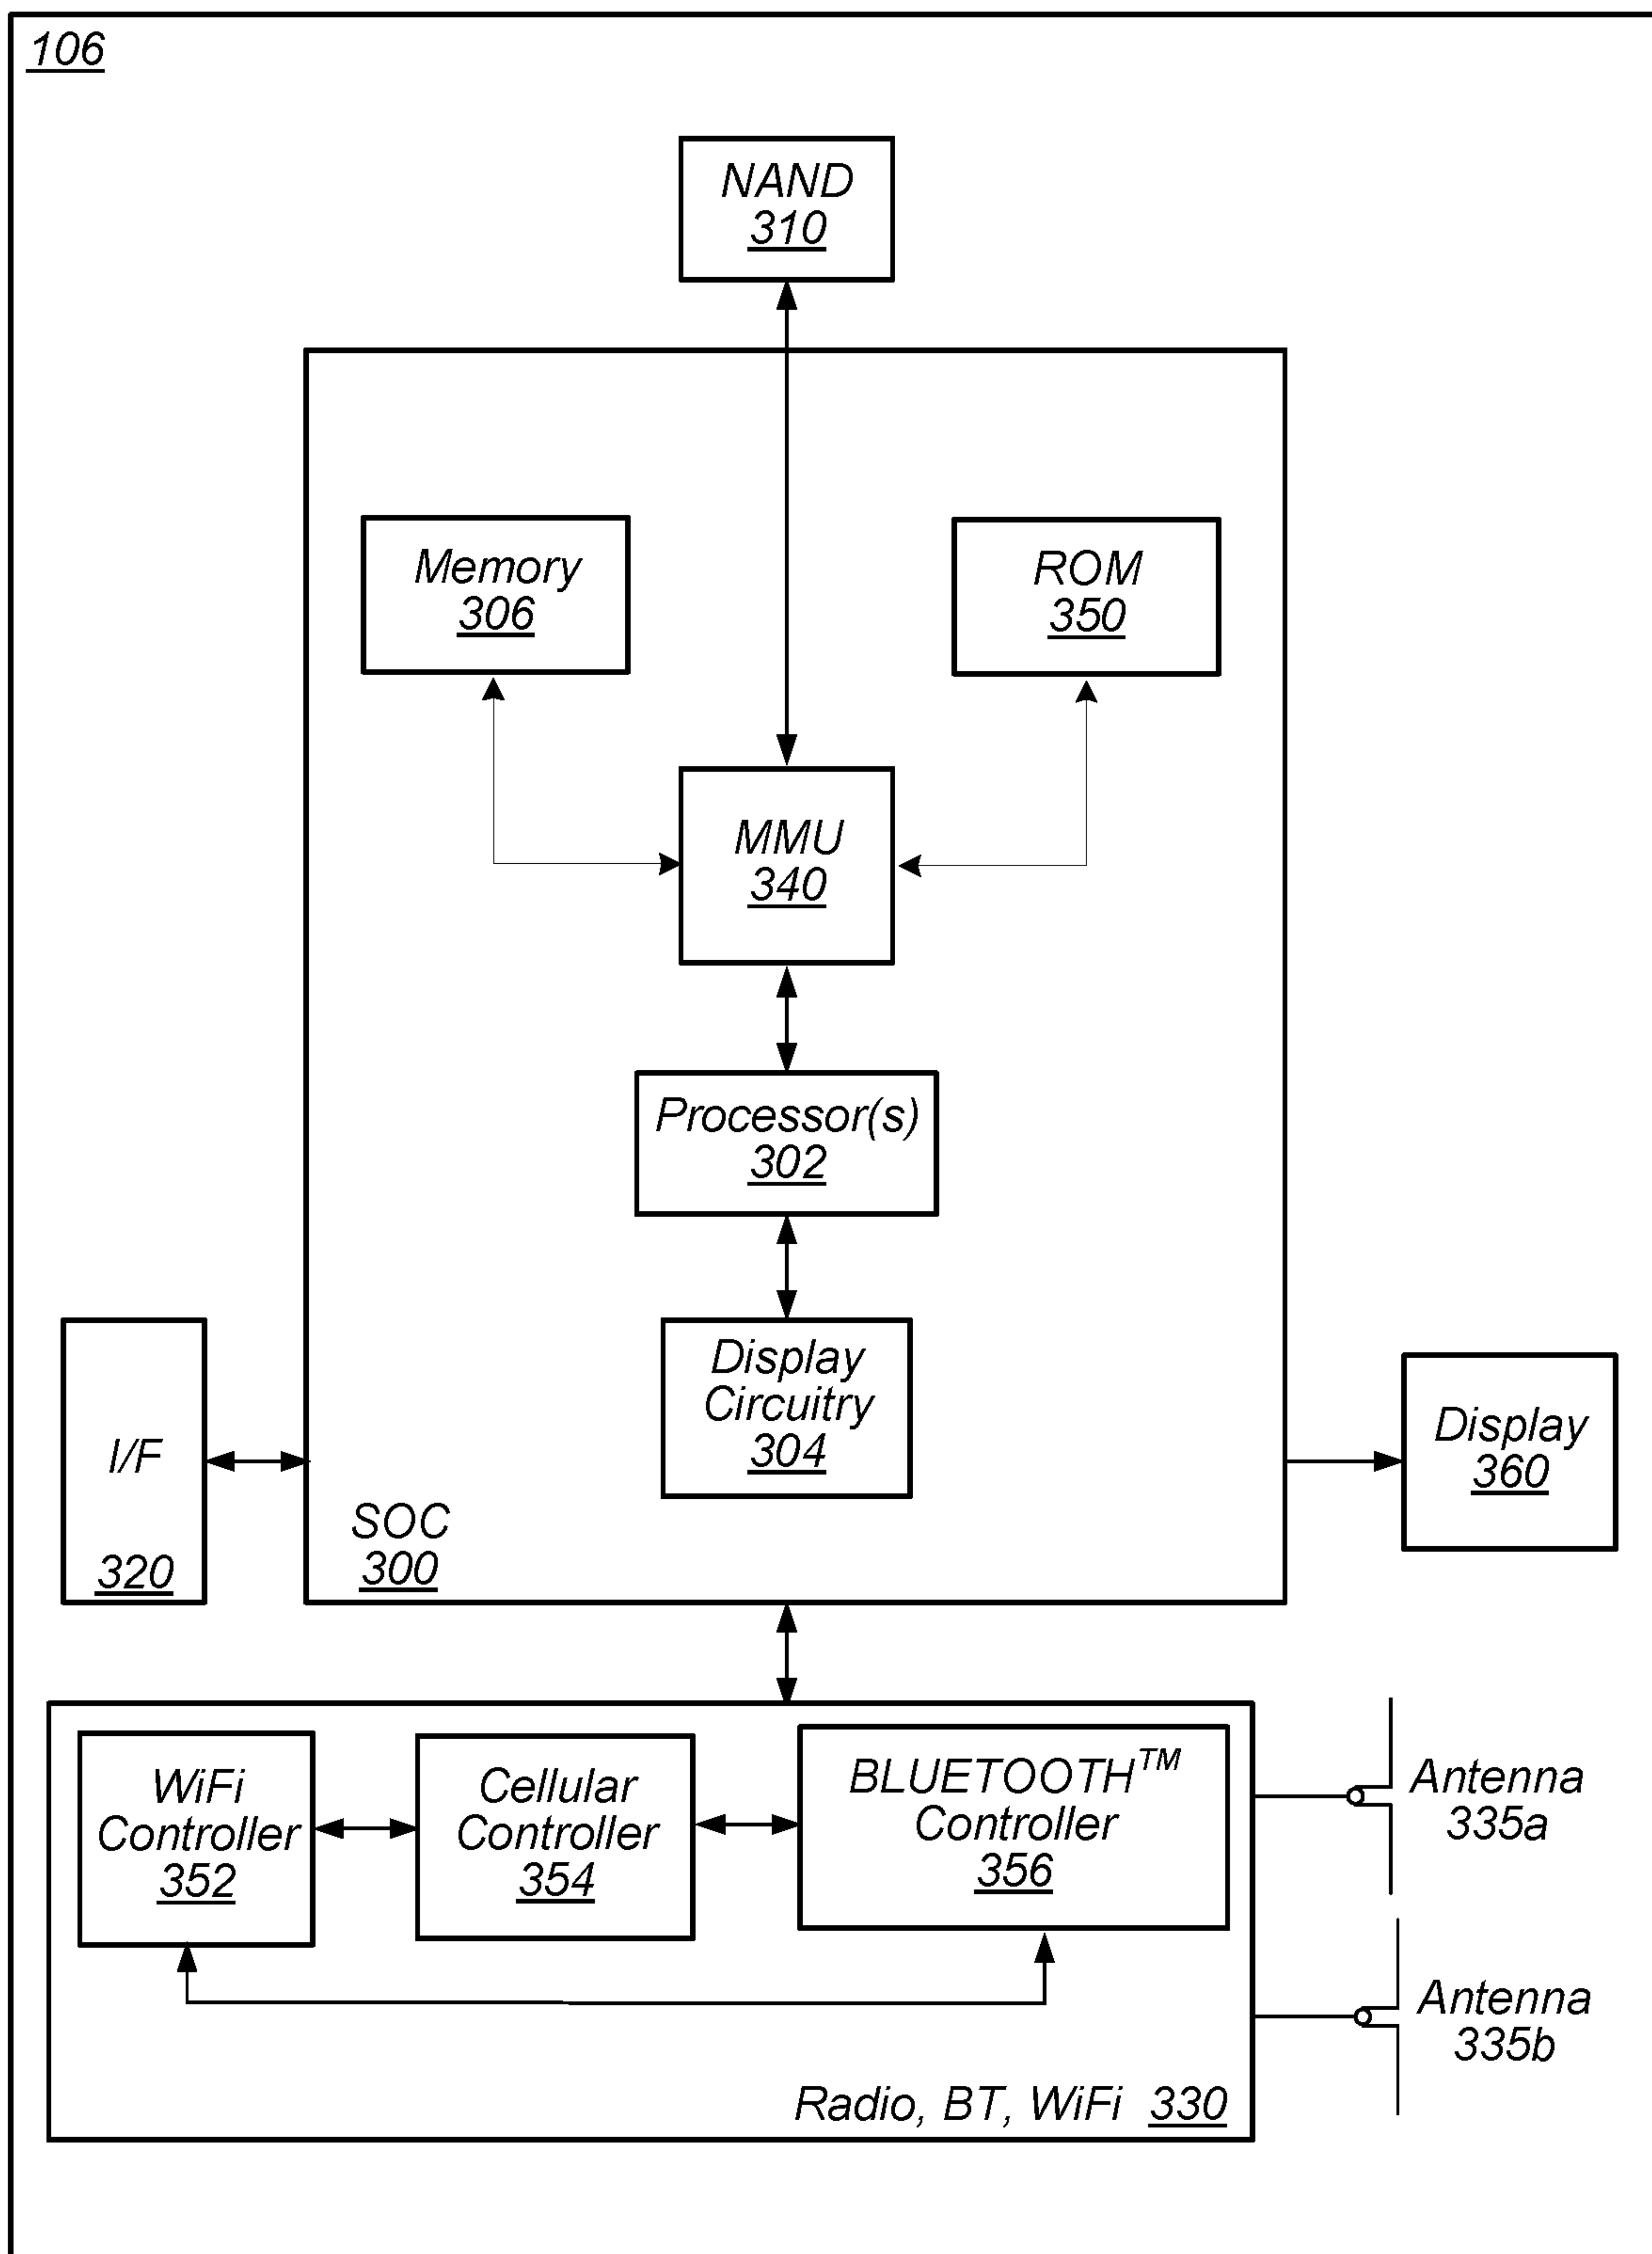 106
NAND
310
Memory
306
ROM
350
MMU
340
Processor(s)
302
Display
Circuitry
304
I/F
320
SOC
300
Display
360
WiFi
Controller
352
Cellular
Controller
354
BLUETOOTH™
Controller
356
Antenna
335a
Antenna
335b
Radio, BT, WiFi 330